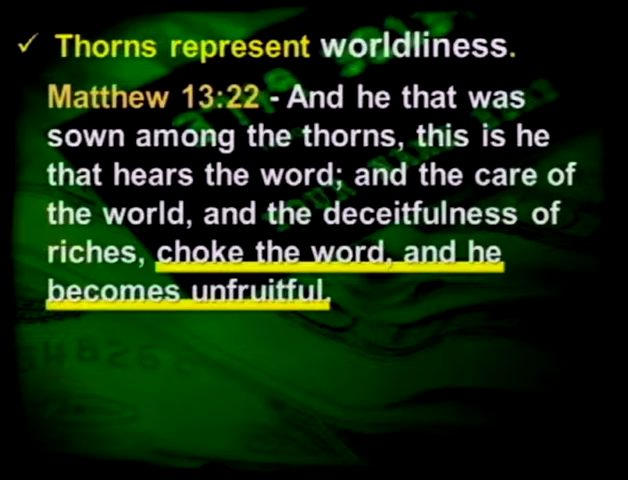 ✓ Thorns represent worldliness.
Matthew 13:22 - And he that was
sown among the thorns, this is he
that hears the word; and the care of
the world, and the deceitfulness of
riches, choke the word, and he
becomes unfruitful.